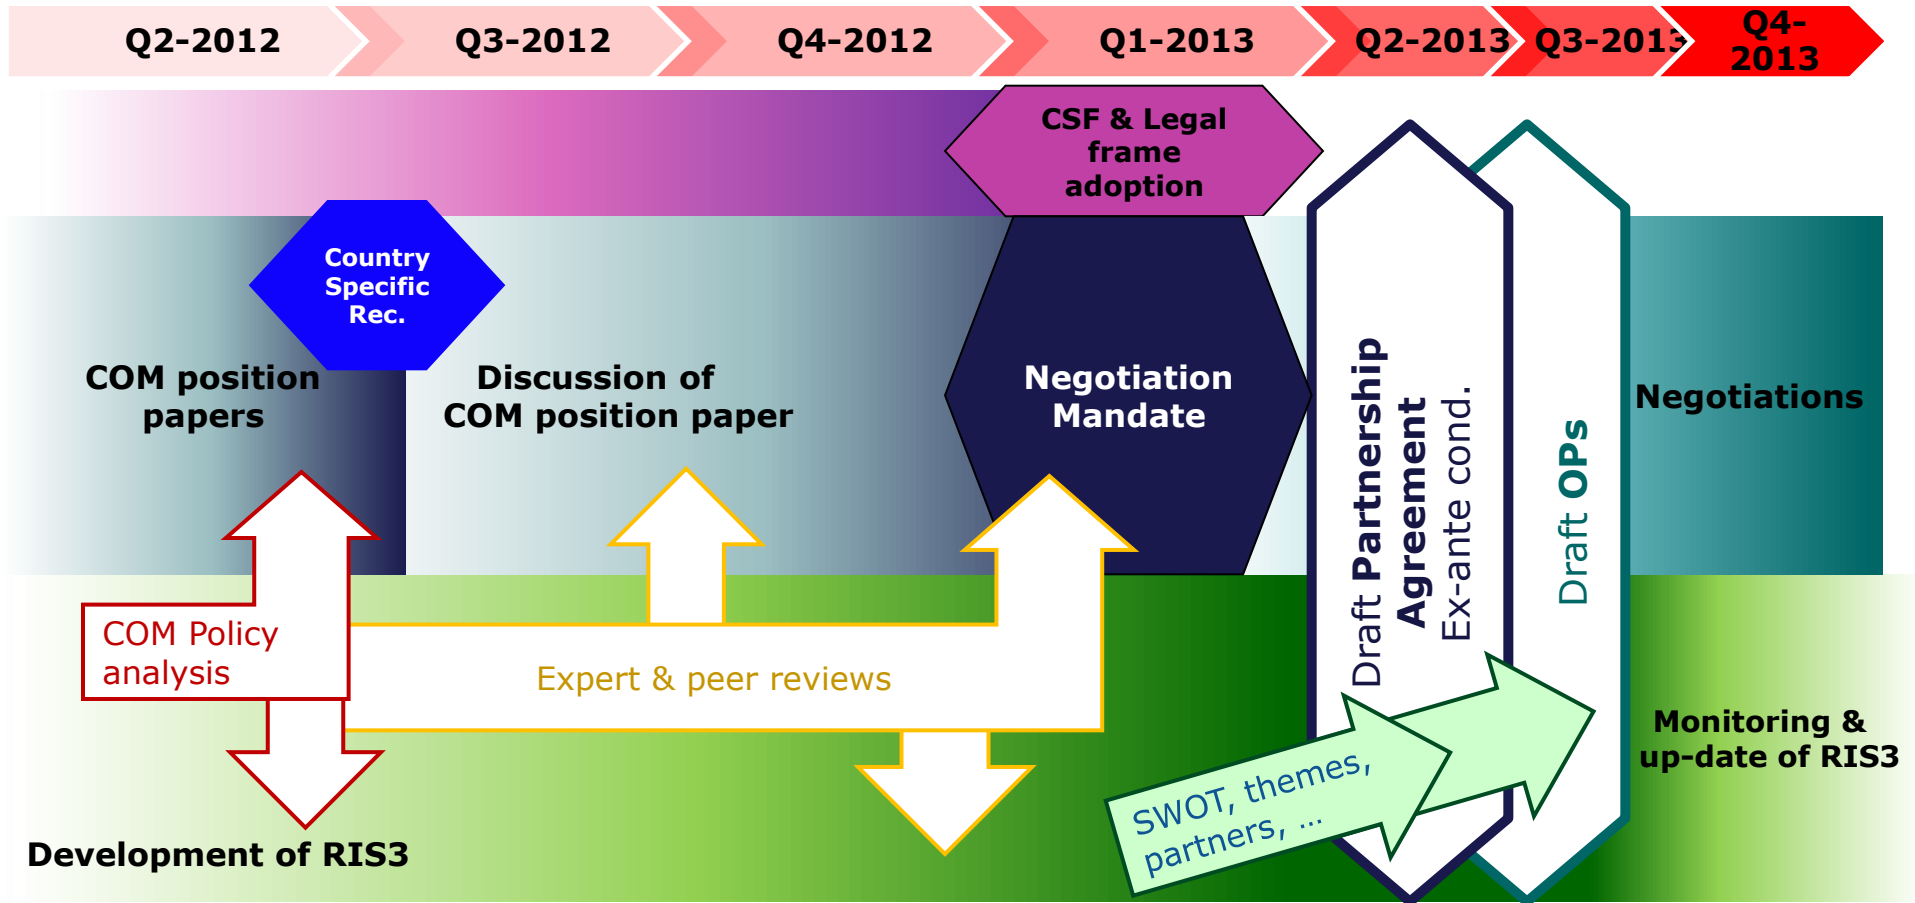 Q2-2012
Q3-2012
Q4-2012
Q1-2013
Q2-2013
Q3-2013
Q4-
2013
CSF & Legal
frame
adoption
Country
Specific
Rec.
COM position
papers
Discussion of
COM position paper
Negotiation
Mandate
Draft Partnership
Agreement
Ex-ante cond.
Draft OPs
Negotiations
COM Policy
analysis
Expert & peer reviews
SWOT, themes,
partners, ...
Monitoring &
up-date of RIS3
Development of RIS3